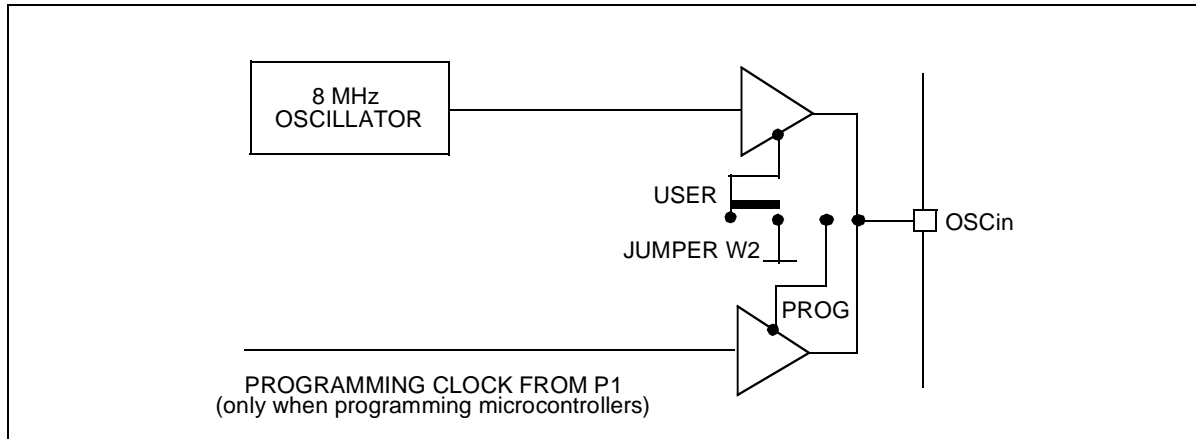 8 MHz
OSCILLATOR
USER
OSCin
JUMPER W2
PROG
PROGRAMMING CLOCK FROM P1
(only when programming microcontrollers)